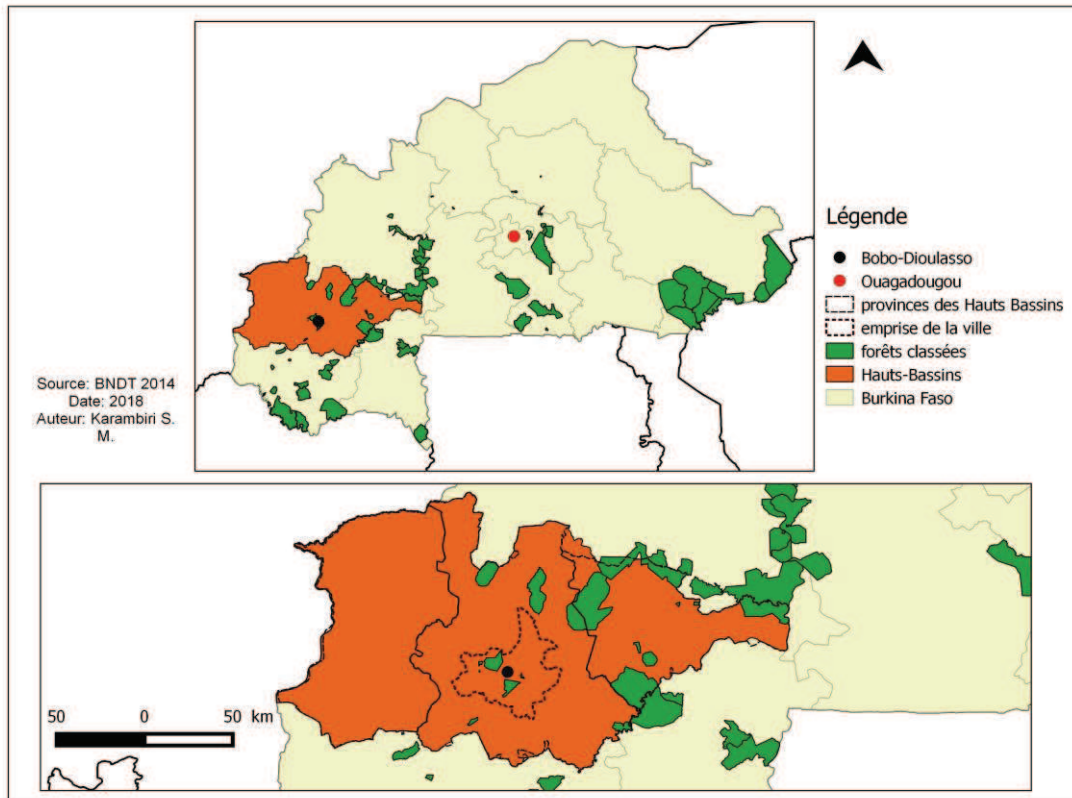 Légende
Bobo-Dioulasso
Ouagadougou
provinces des Hauts Bassins
emprise de la ville
forêts classées
Hauts-Bassins
Burkina Faso
Source: BNDT 2014
Date: 2018
Auteur: Karambiri S.
M.
50 0 50 km